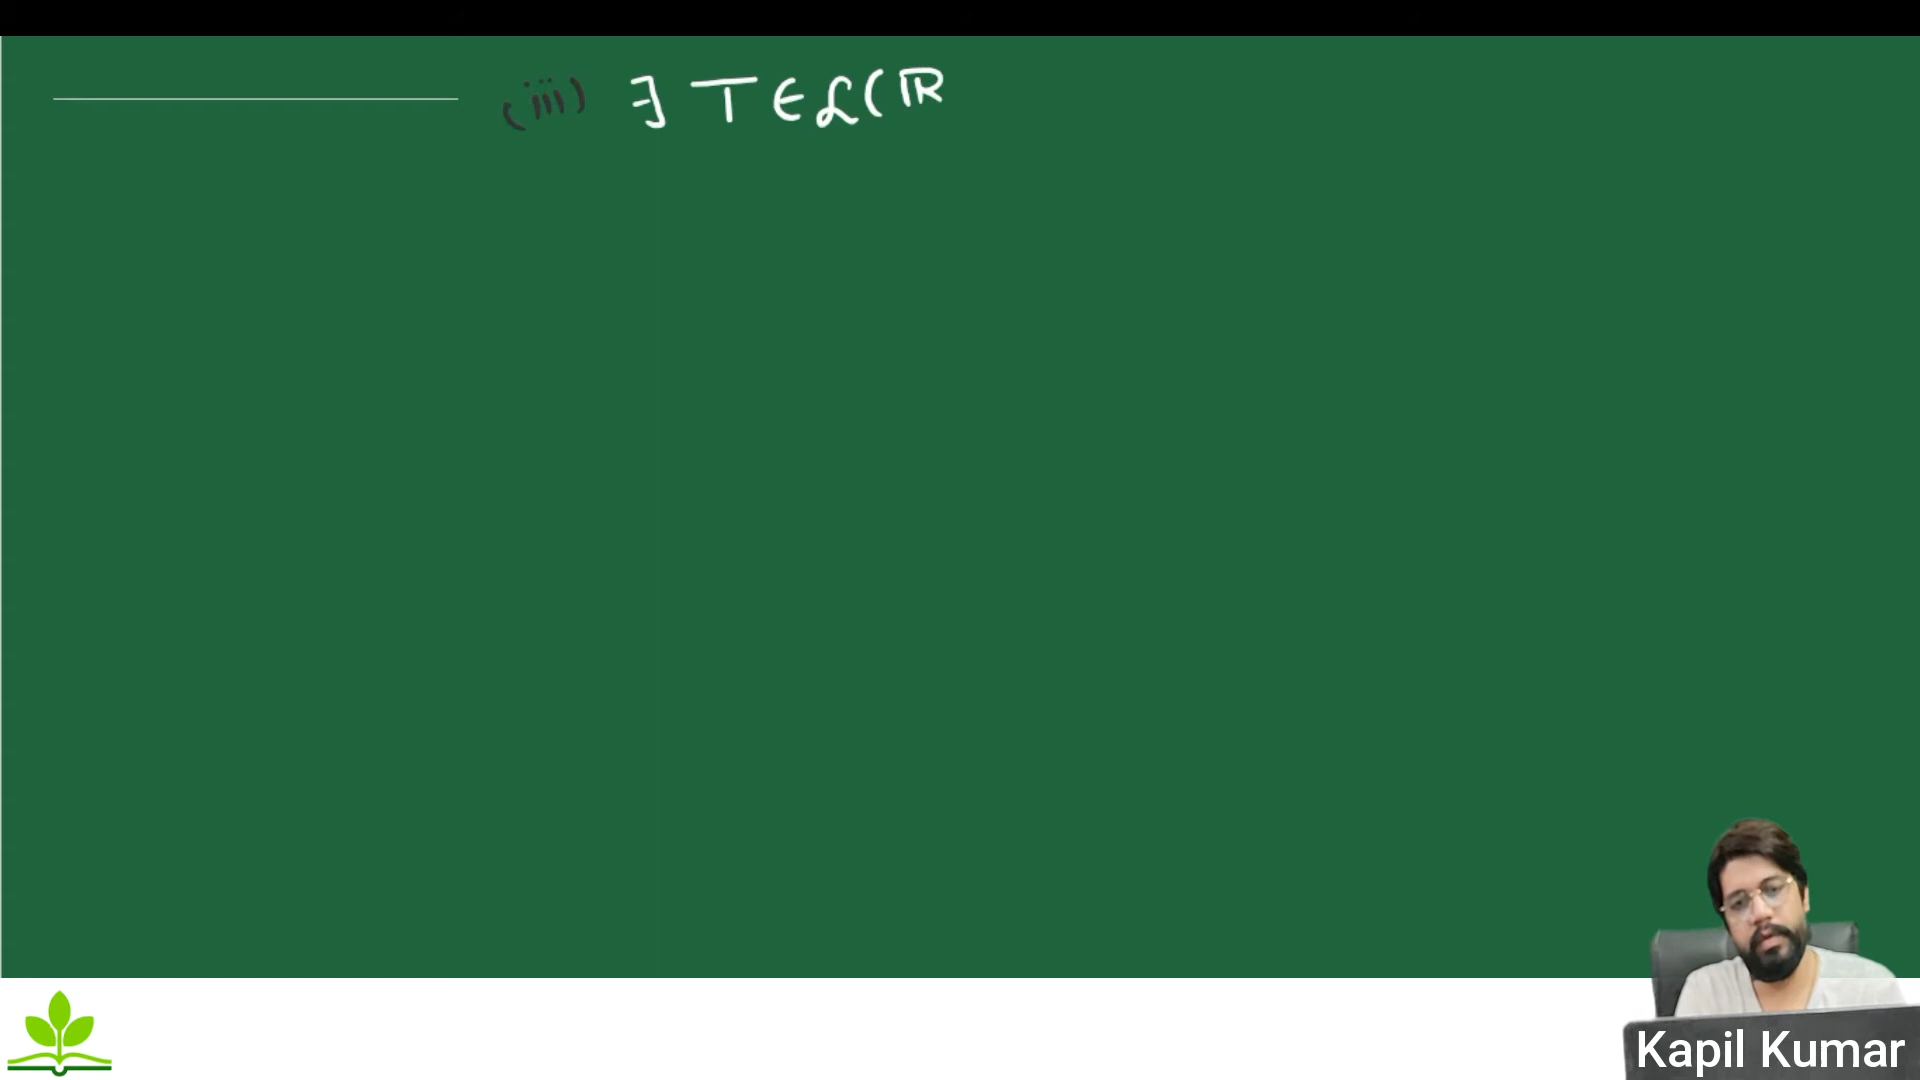 (iii) ∃ T ∈ ℒ(ℝ
Kapil Kumar